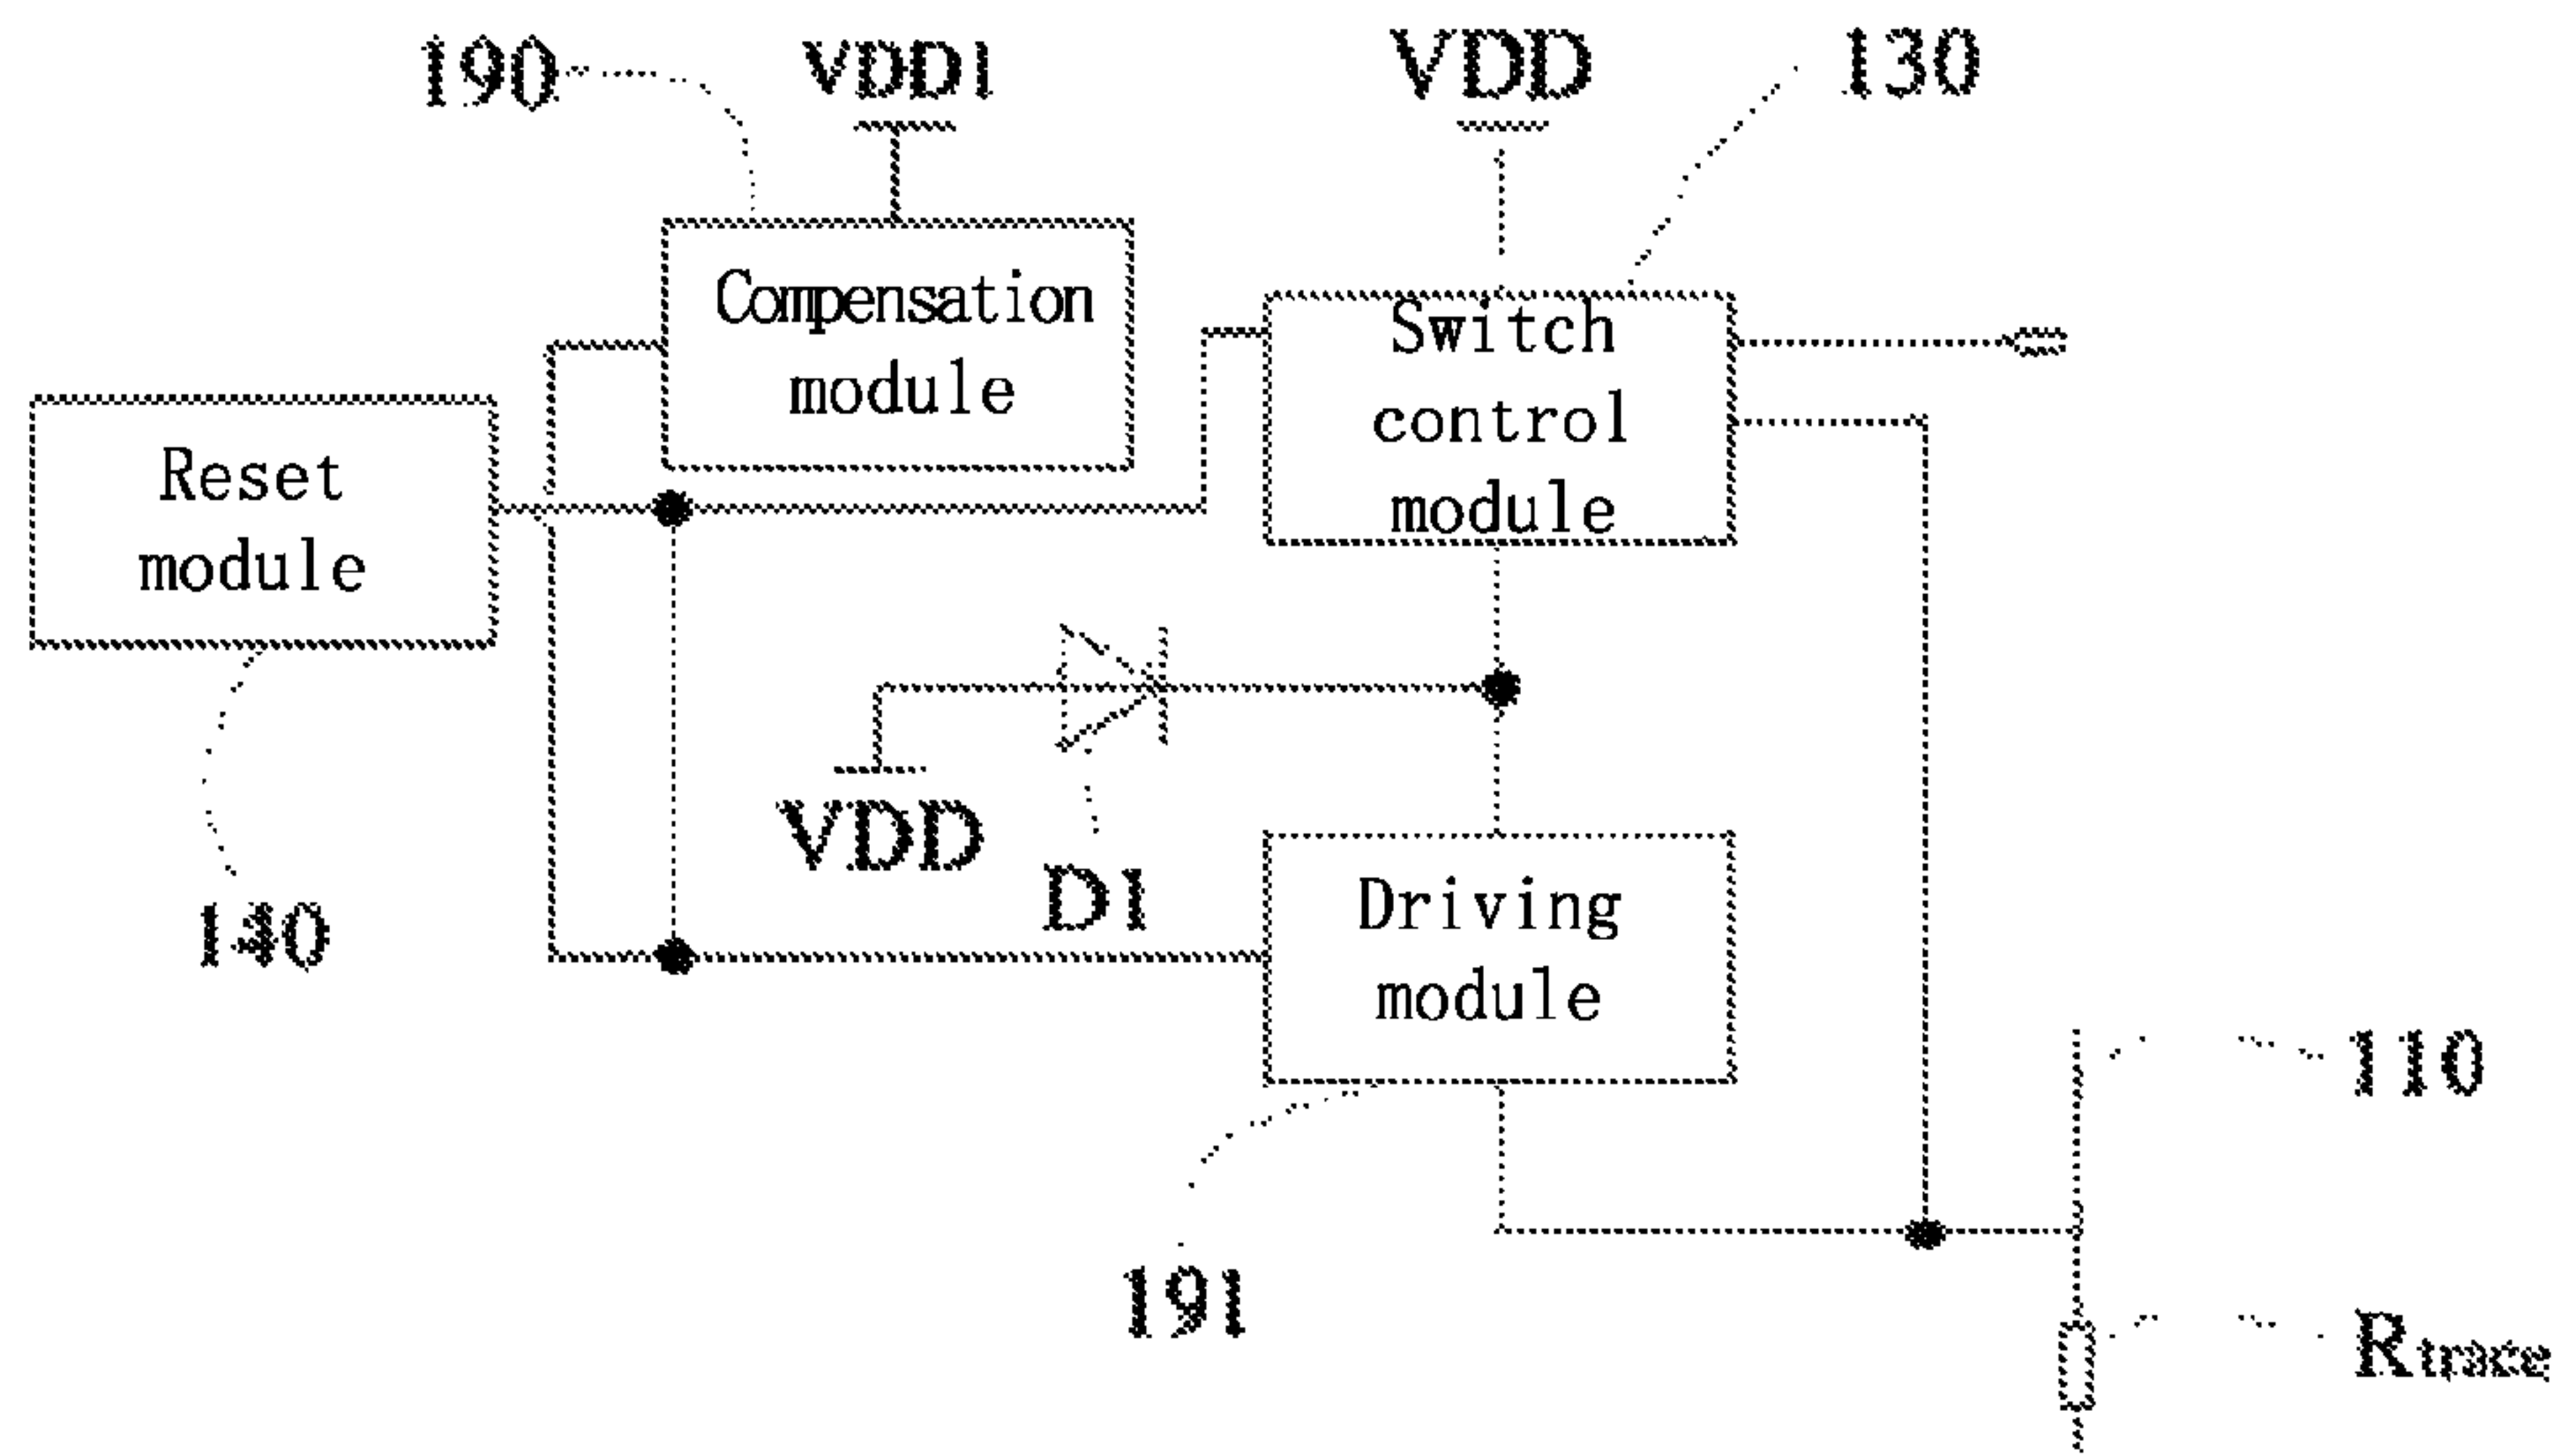 190
VDD1
VDD
130
Compensation
module
Switch
control
module
Reset
module
VDD
D1
140
Driving
module
110
191
Rtrace